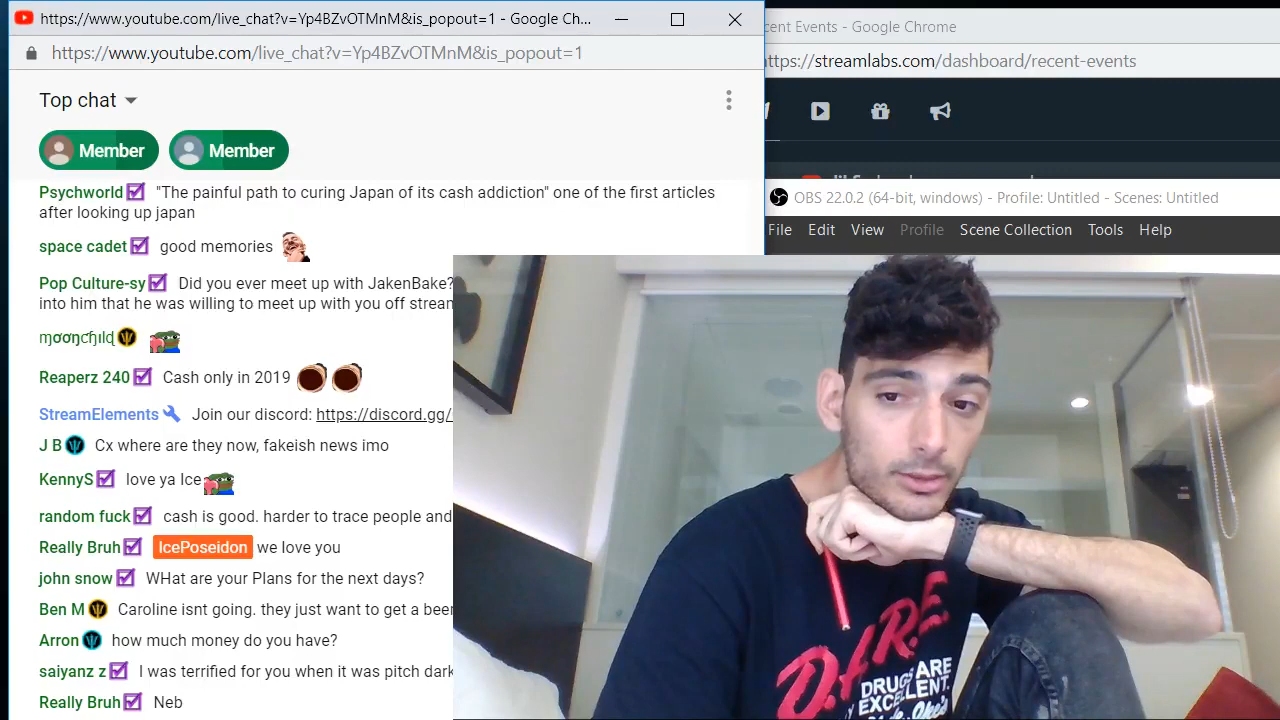 https://www.youtube.com/live_chat?v=Yp4BZvOTMnM&is_popout=1 - Google Ch...
https://www.youtube.com/live_chat?v=Yp4BZvOTMnM&is_popout=1
Top chat
Member Member
Psychworld "The painful path to curing Japan of its cash addiction" one of the first articles
after looking up japan
space cadet good memories
Pop Culture-sy Did you ever meet up with JakenBake?
into him that he was willing to meet up with you off stream
Reaperz 240 Cash only in 2019
StreamElements Join our discord: https://discord.gg/
J B Cx where are they now, fakeish news imo
KennyS love ya Ice
random fuck cash is good. harder to trace people and
Really Bruh IcePoseidon we love you
john snow WHat are your Plans for the next days?
Ben M Caroline isnt going. they just want to get a beer
Arron how much money do you have?
saiyanz z I was terrified for you when it was pitch dark
Really Bruh Neb
cent Events - Google Chrome
https://streamlabs.com/dashboard/recent-events
OBS 22.0.2 (64-bit, windows) - Profile: Untitled - Scenes: Untitled
File Edit View Profile Scene Collection Tools Help
D.A.R.E.
DRUGS ARE
EXCELLENT.